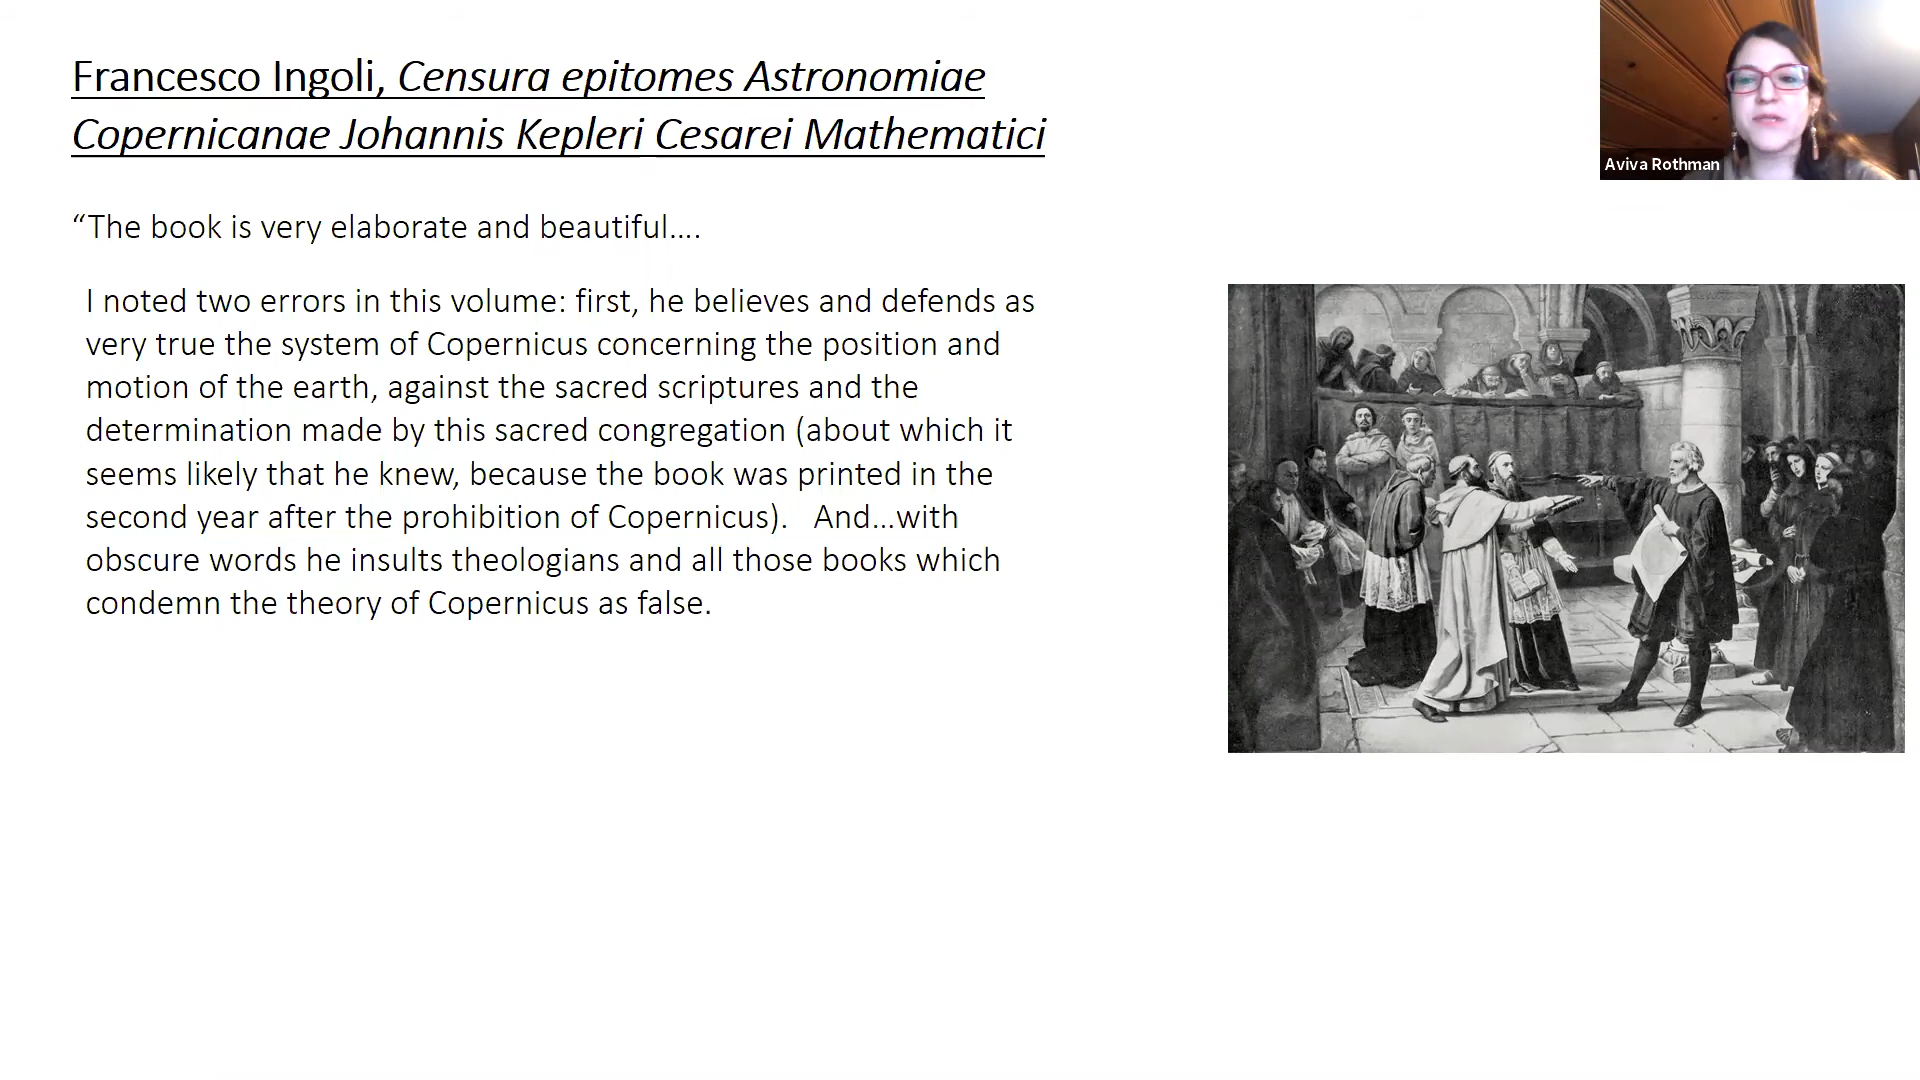 Francesco Ingoli, Censura epitomes Astronomiae
Copernicanae Johannis Kepleri Cesarei Mathematici
Aviva Rothman
“The book is very elaborate and beautiful….
I noted two errors in this volume: first, he believes and defends as
very true the system of Copernicus concerning the position and
motion of the earth, against the sacred scriptures and the
determination made by this sacred congregation (about which it
seems likely that he knew, because the book was printed in the
second year after the prohibition of Copernicus). And…with
obscure words he insults theologians and all those books which
condemn the theory of Copernicus as false.